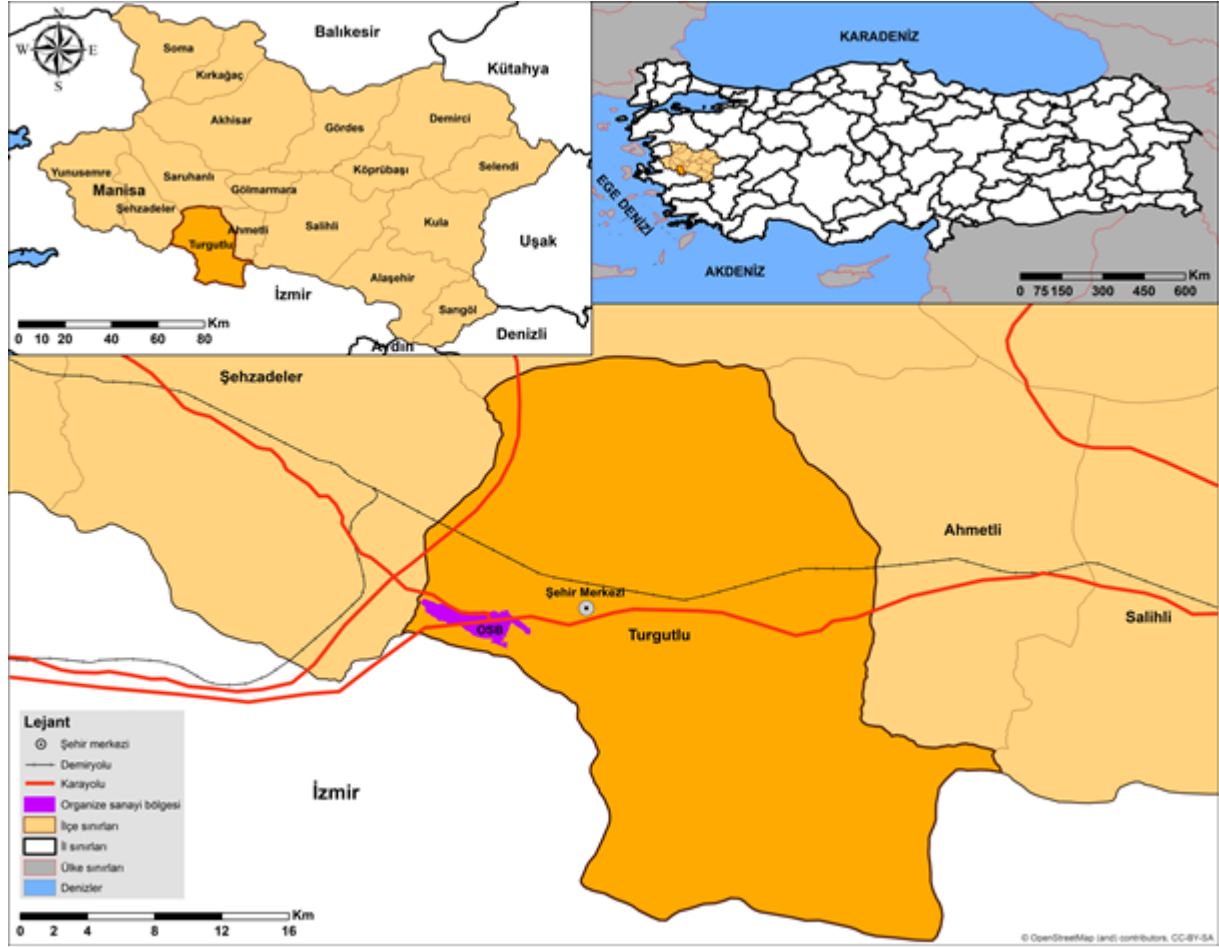 N
W
E
S
Balıkesir
Kütahya
Soma
Kırkağaç
Akhisar
Gördes
Demirci
Yunusemre
Saruhanlı
Köprübaşı
Selendi
Manisa
Gölmarmara
Şehzadeler
Salihli
Kula
Ahmetli
Turgutlu
Uşak
Alaşehir
İzmir
Sarıgöl
Denizli
Aydın
Km
0 10 20 40 60 80
KARADENİZ
EGE DENİZİ
AKDENİZ
Km
0 75 150 300 450 600
Şehzadeler
Ahmetli
Şehir Merkezi
OSB
Turgutlu
Salihli
İzmir
Lejant
Şehir merkezi
Demiryolu
Karayolu
Organize sanayi bölgesi
İlçe sınırları
İl sınırları
Ülke sınırları
Denizler
Km
0 2 4 8 12 16
© OpenStreetMap (and) contributors, CC-BY-SA